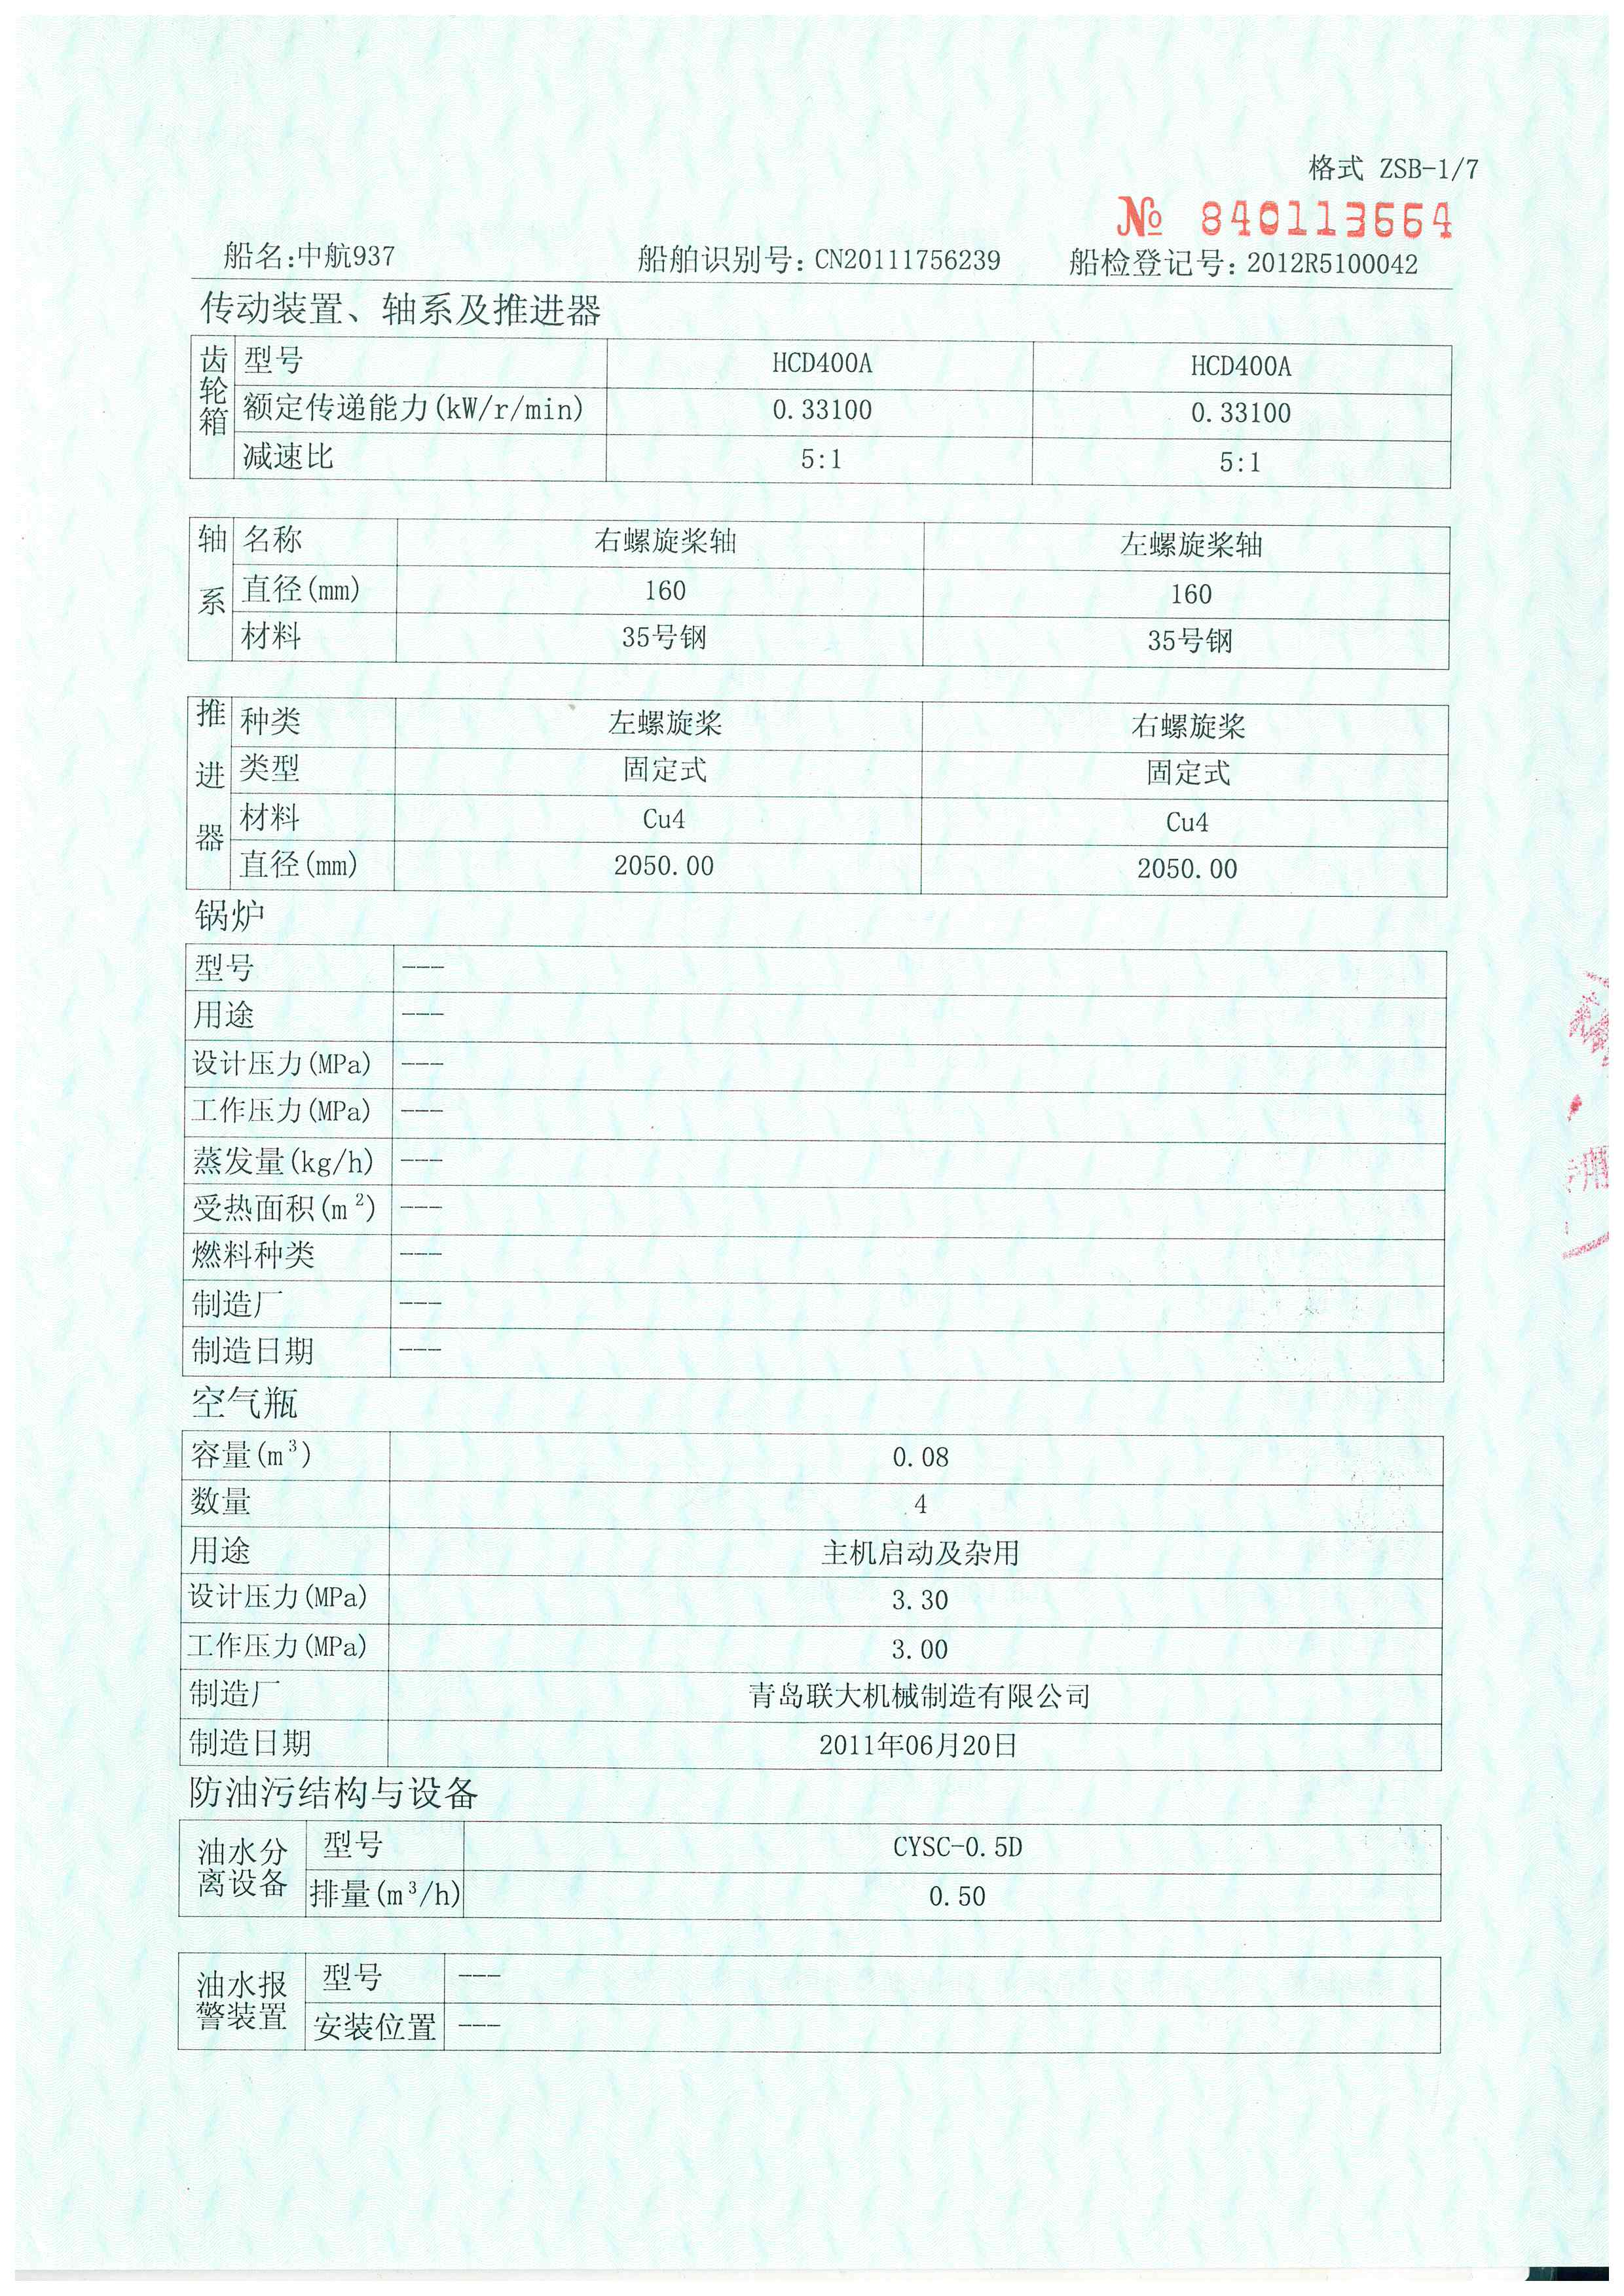 格式 ZSB-1/7
№ 840113664
船名:中航937 船舶识别号: CN20111756239 船检登记号: 2012R5100042
传动装置、轴系及推进器
齿轮箱
型号 HCD400A HCD400A
额定传递能力(kW/r/min) 0.33100 0.33100
减速比 5:1 5:1
轴系
名称 右螺旋桨轴 左螺旋桨轴
直径(mm) 160 160
材料 35号钢 35号钢
推进器
种类 左螺旋桨 右螺旋桨
类型 固定式 固定式
材料 Cu4 Cu4
直径(mm) 2050.00 2050.00
锅炉
型号 ---
用途 ---
设计压力(MPa) ---
工作压力(MPa) ---
蒸发量(kg/h) ---
受热面积(m²) ---
燃料种类 ---
制造厂 ---
制造日期 ---
空气瓶
容量(m³) 0.08
数量 4
用途 主机启动及杂用
设计压力(MPa) 3.30
工作压力(MPa) 3.00
制造厂 青岛联大机械制造有限公司
制造日期 2011年06月20日
防油污结构与设备
油水分离设备
型号 CYSC-0.5D
排量(m³/h) 0.50
油水报警装置
型号 ---
安装位置 ---